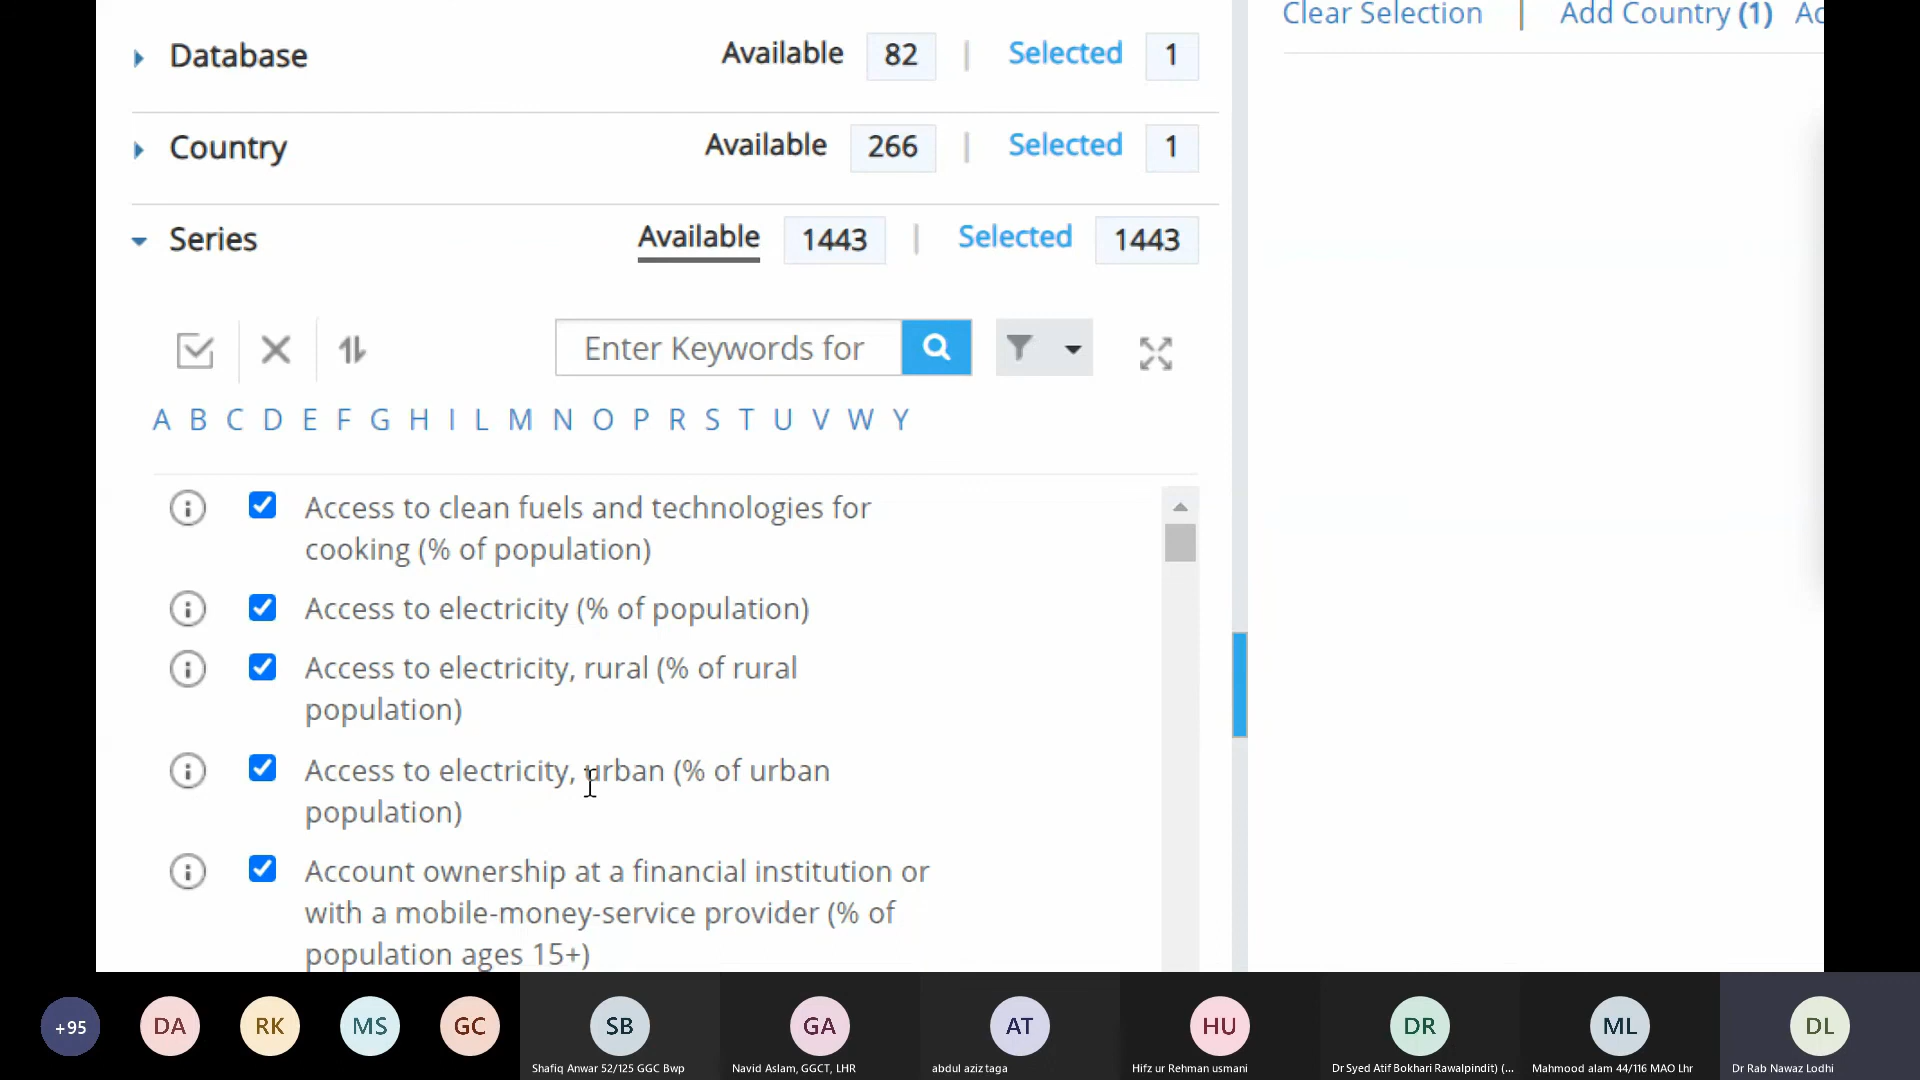 Clear Selection | Add Country (1) Ac
Database Available 82 | Selected 1
Country Available 266 | Selected 1
Series Available 1443 | Selected 1443
Enter Keywords for
A B C D E F G H I L M N O P R S T U V W Y
Access to clean fuels and technologies for
cooking (% of population)
Access to electricity (% of population)
Access to electricity, rural (% of rural
population)
Access to electricity, urban (% of urban
population)
Account ownership at a financial institution or
with a mobile-money-service provider (% of
population ages 15+)
+95 DA RK MS GC SB GA AT HU DR ML DL
Shafiq Anwar 52/125 GGC Bwp Navid Aslam, GGCT, LHR abdul aziz taga Hifz ur Rehman usmani Dr Syed Atif Bokhari Rawalpindit) (... Mahmood alam 44/116 MAO Lhr Dr Rab Nawaz Lodhi